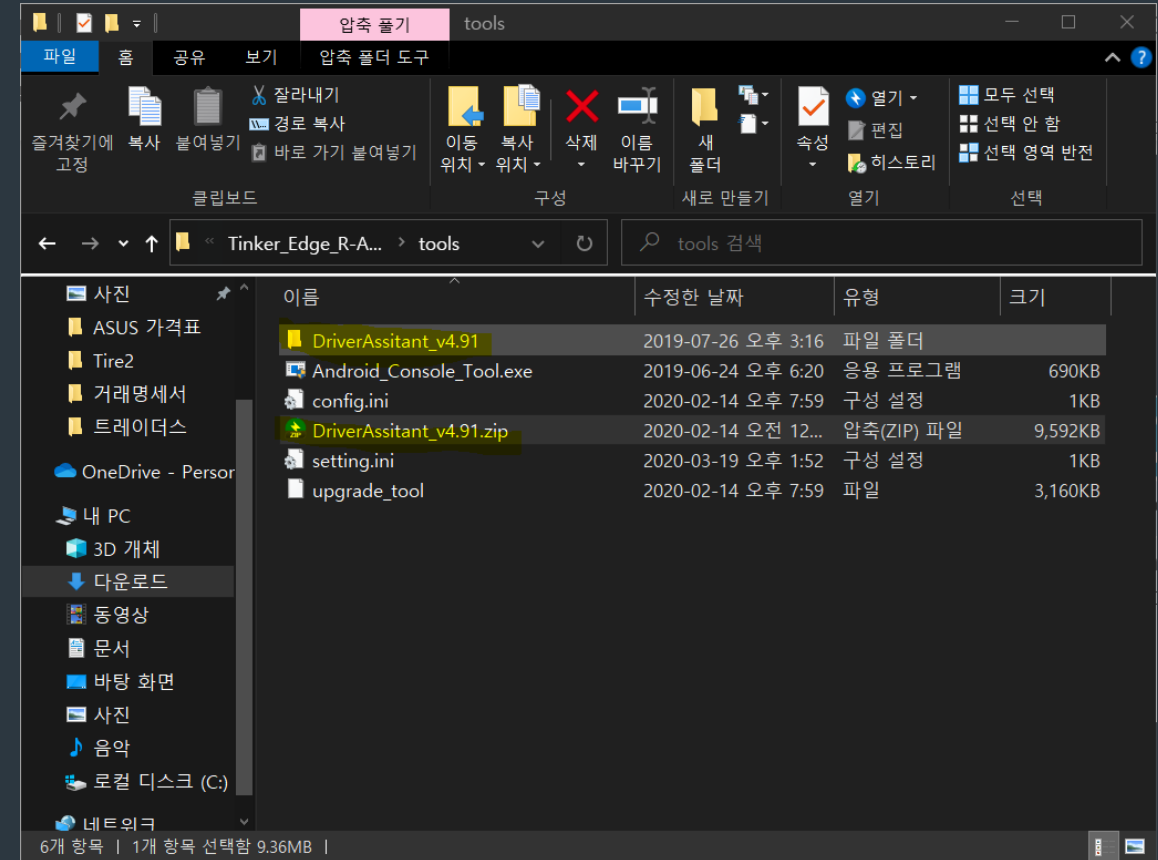 압축 풀기 tools
파일 홈 공유 보기 압축 폴더 도구
즐겨찾기에 고정
복사
붙여넣기
잘라내기
경로 복사
바로 가기 붙여넣기
클립보드
이동 위치
복사 위치
삭제
이름 바꾸기
구성
새 폴더
새로 만들기
속성
열기
편집
히스토리
열기
모두 선택
선택 안 함
선택 영역 반전
선택
« Tinker_Edge_R-A... › tools
tools 검색
사진
ASUS 가격표
Tire2
거래명세서
트레이더스
OneDrive - Person
내 PC
3D 개체
다운로드
동영상
문서
바탕 화면
사진
음악
로컬 디스크 (C:)
네트워크
이름 수정한 날짜 유형 크기
DriverAssitant_v4.91 2019-07-26 오후 3:16 파일 폴더
Android_Console_Tool.exe 2019-06-24 오후 6:20 응용 프로그램 690KB
config.ini 2020-02-14 오후 7:59 구성 설정 1KB
DriverAssitant_v4.91.zip 2020-02-14 오전 12... 압축(ZIP) 파일 9,592KB
setting.ini 2020-03-19 오후 1:52 구성 설정 1KB
upgrade_tool 2020-02-14 오후 7:59 파일 3,160KB
6개 항목 | 1개 항목 선택함 9.36MB |